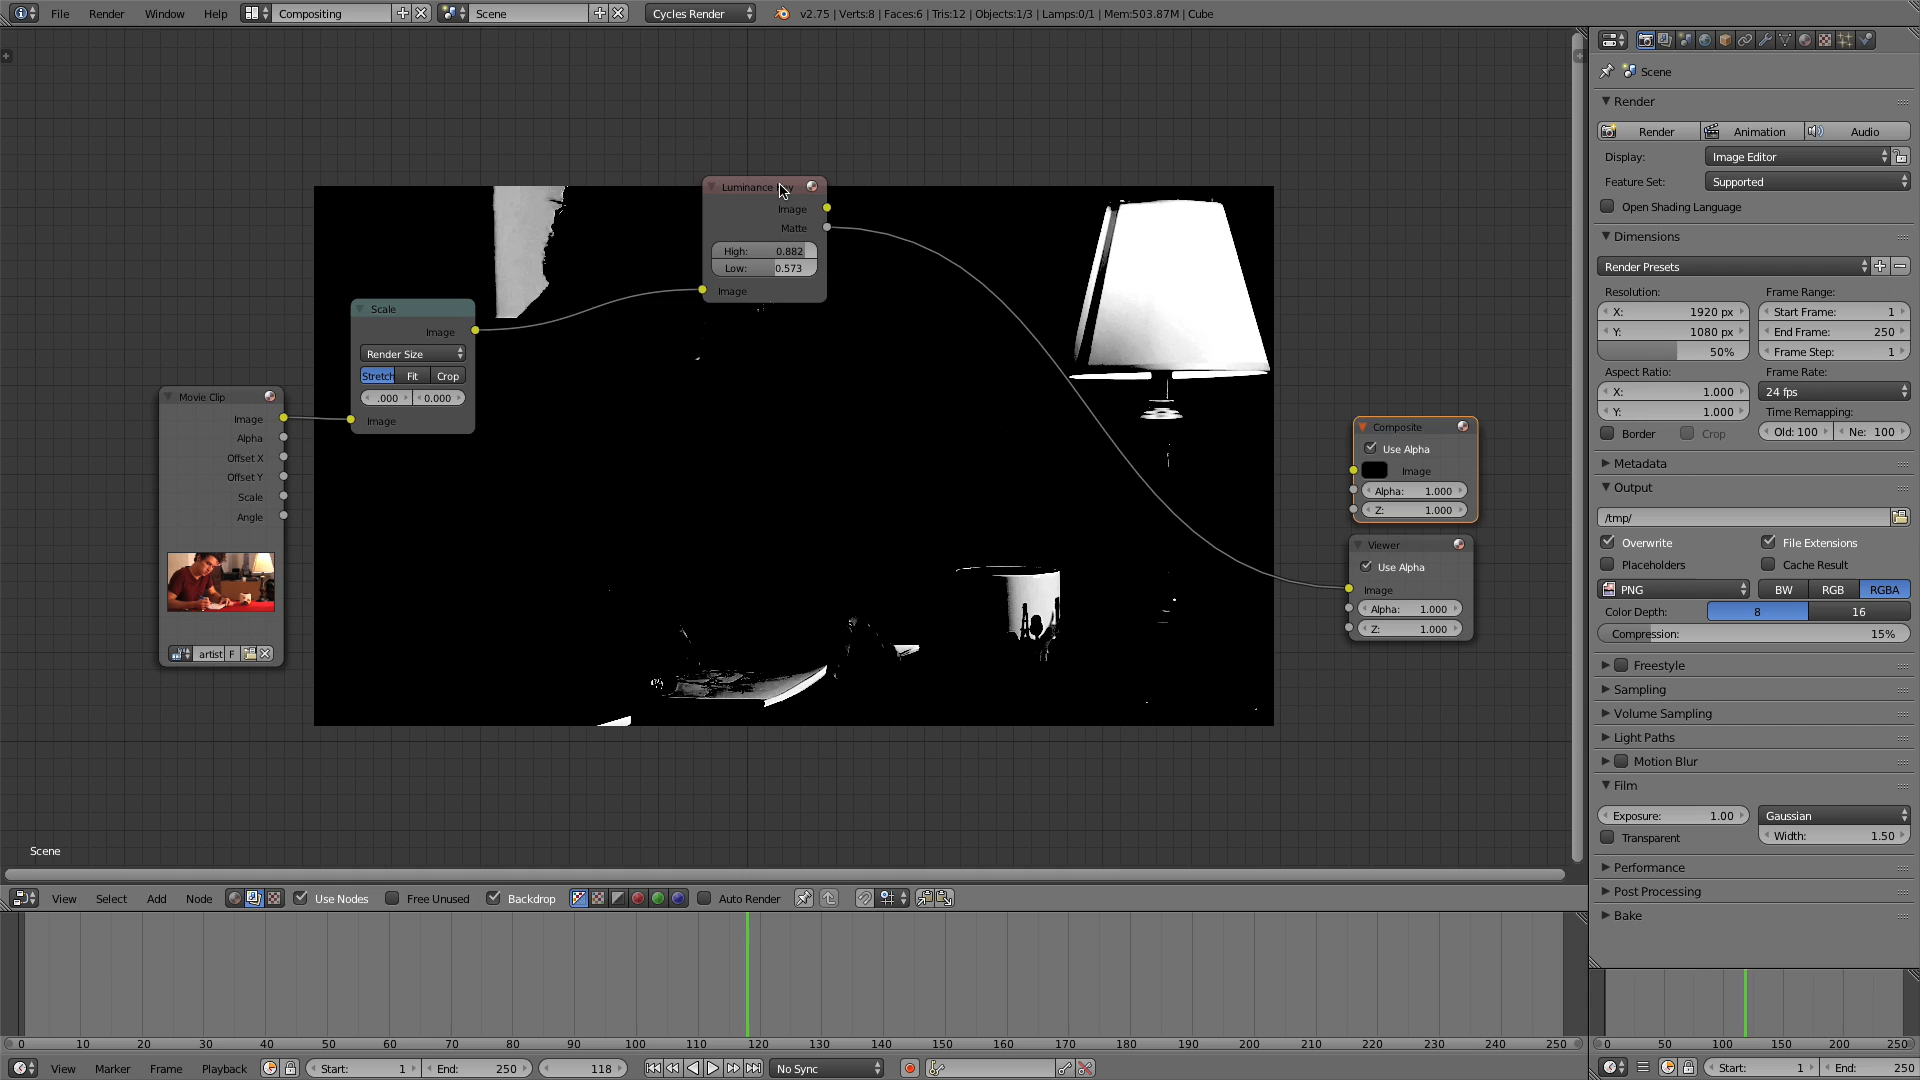 File Render Window Help Compositing Scene Cycles Render v2.75 | Verts:8 | Faces:6 | Tris:12 | Objects:1/3 | Lamps:0/1 | Mem:503.87M | Cube
Luminance
Image
Matte
High: 0.882
Low: 0.573
Image
Scale
Image
Render Size
Stretch Fit Crop
.000 0.000
Image
Movie Clip
Image
Alpha
Offset X
Offset Y
Scale
Angle
artist F
Composite
Use Alpha
Image
Alpha: 1.000
Z: 1.000
Viewer
Use Alpha
Image
Alpha: 1.000
Z: 1.000
Scene
View Select Add Node Use Nodes Free Unused Backdrop Auto Render
0 10 20 30 40 50 60 70 80 90 100 110 120 130 140 150 160 170 180 190 200 210 220 230 240 250
View Marker Frame Playback Start: 1 End: 250 118 No Sync
Scene
Render
Render Animation Audio
Display: Image Editor
Feature Set: Supported
Open Shading Language
Dimensions
Render Presets
Resolution: Frame Range:
X: 1920 px Start Frame: 1
Y: 1080 px End Frame: 250
50% Frame Step: 1
Aspect Ratio: Frame Rate:
X: 1.000 24 fps
Y: 1.000 Time Remapping:
Border Crop Old: 100 Ne: 100
Metadata
Output
/tmp/
Overwrite File Extensions
Placeholders Cache Result
PNG BW RGB RGBA
Color Depth: 8 16
Compression: 15%
Freestyle
Sampling
Volume Sampling
Light Paths
Motion Blur
Film
Exposure: 1.00 Gaussian
Transparent Width: 1.50
Performance
Post Processing
Bake
0 50 100 150 200 250
Start: 1 End: 250